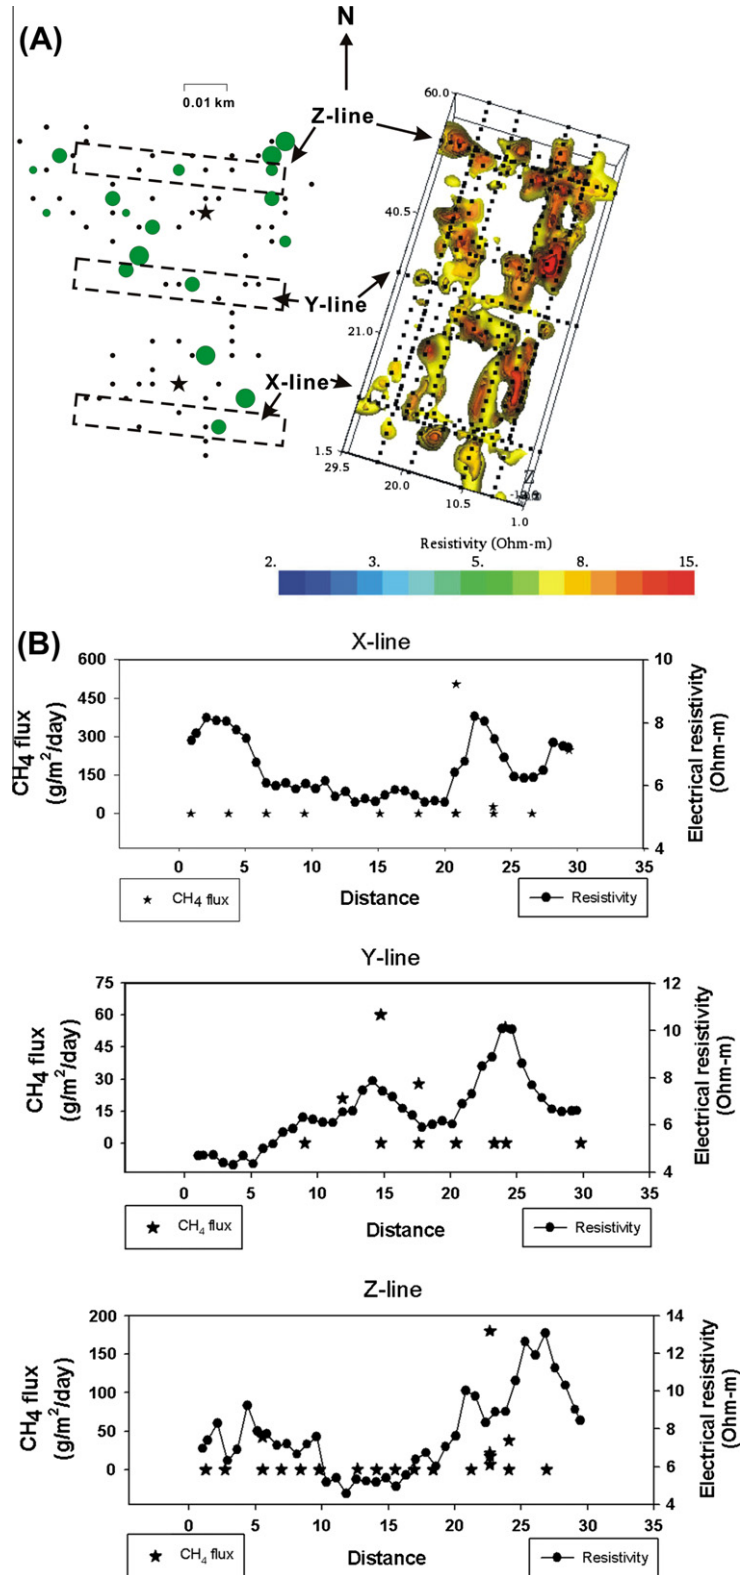 (A)
N
0.01 km
Z-line
60.0
40.5
Y-line
21.0
X-line
1.5
29.5
20.0
10.5
1.0
Z
Resistivity (Ohm-m)
2. 3. 5. 8. 15.
(B)
X-line
CH4 flux
(g/m²/day)
600
450
300
150
0
10
8
6
4
Electrical resistivity
(Ohm-m)
0 5 10 15 20 25 30 35
CH4 flux
Distance
Resistivity
Y-line
CH4 flux
(g/m²/day)
75
60
45
30
15
0
12
10
8
6
4
Electrical resistivity
(Ohm-m)
0 5 10 15 20 25 30 35
CH4 flux
Distance
Resistivity
Z-line
CH4 flux
(g/m²/day)
200
150
100
50
0
14
12
10
8
6
4
Electrical resistivity
(Ohm-m)
0 5 10 15 20 25 30 35
CH4 flux
Distance
Resistivity